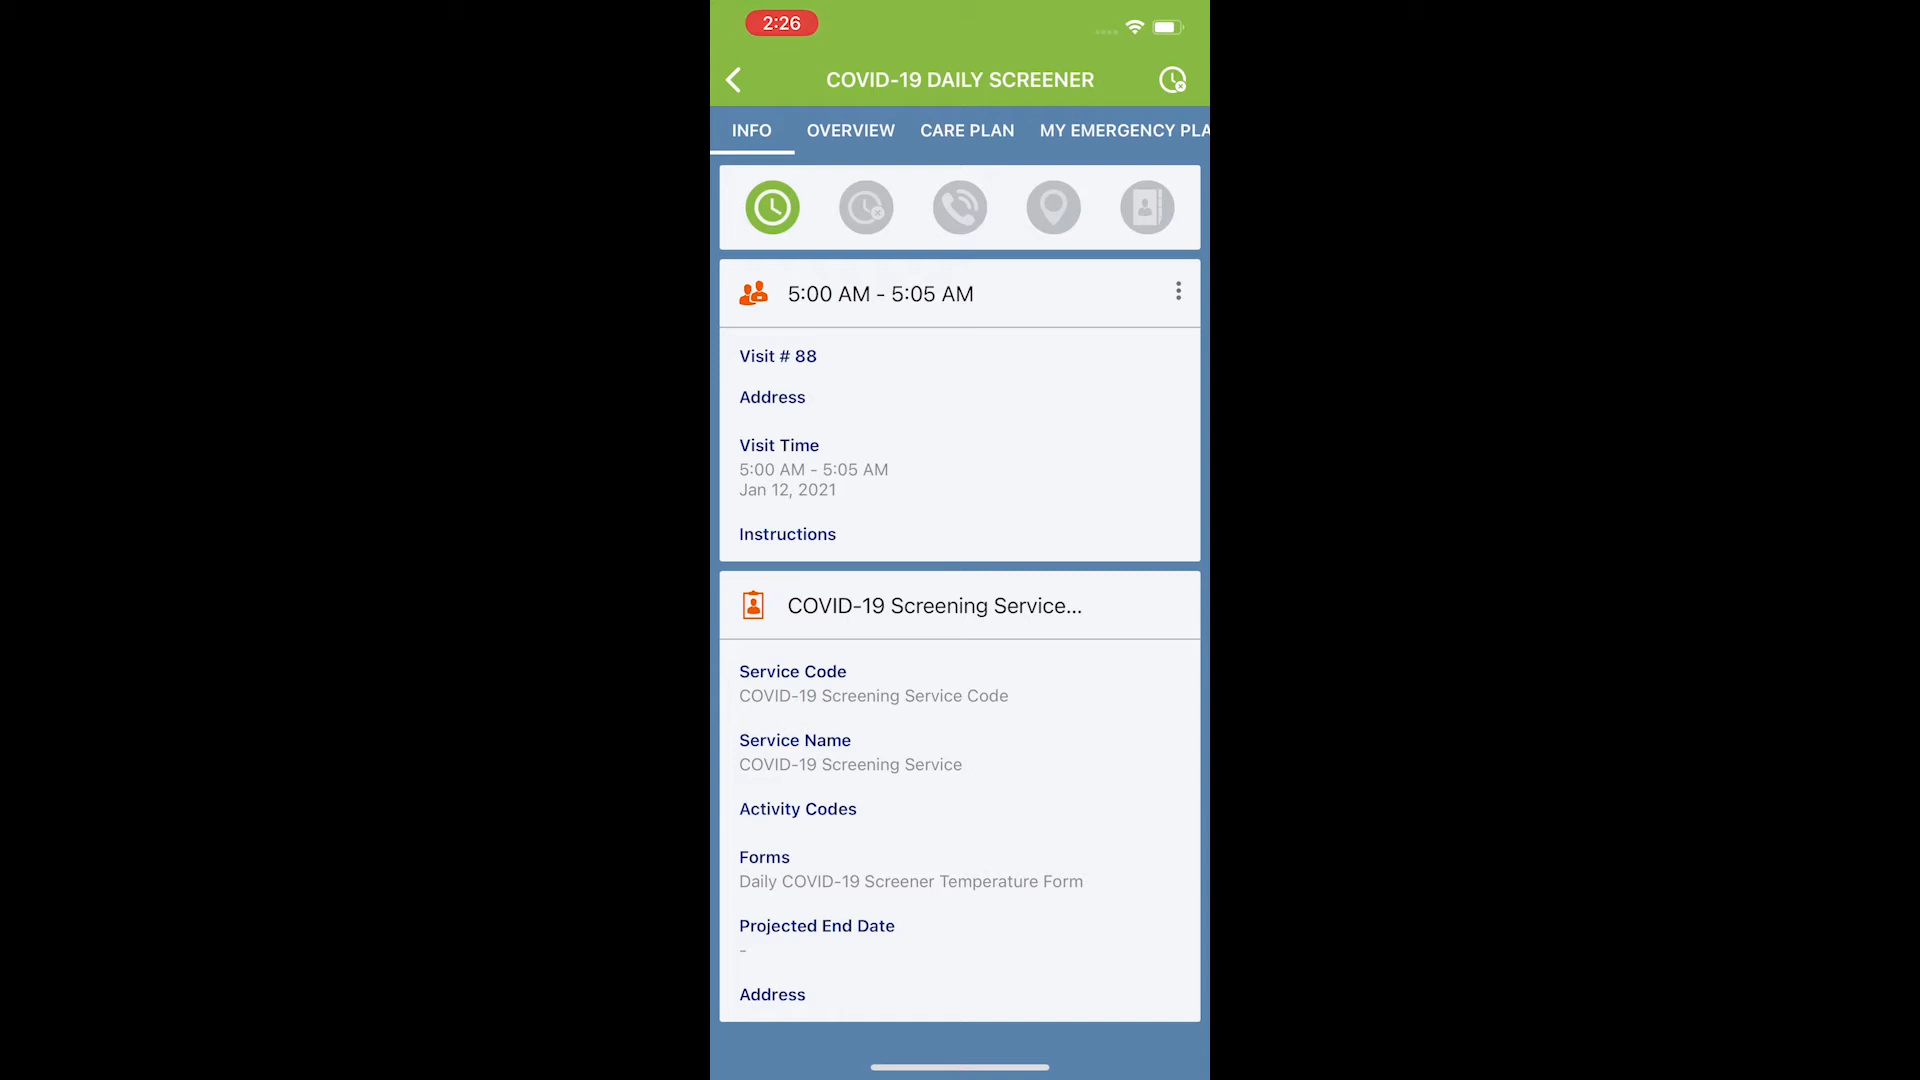 2:26
COVID-19 DAILY SCREENER
INFO OVERVIEW CARE PLAN MY EMERGENCY PLA
5:00 AM - 5:05 AM
Visit # 88
Address
Visit Time
5:00 AM - 5:05 AM
Jan 12, 2021
Instructions
COVID-19 Screening Service...
Service Code
COVID-19 Screening Service Code
Service Name
COVID-19 Screening Service
Activity Codes
Forms
Daily COVID-19 Screener Temperature Form
Projected End Date
-
Address